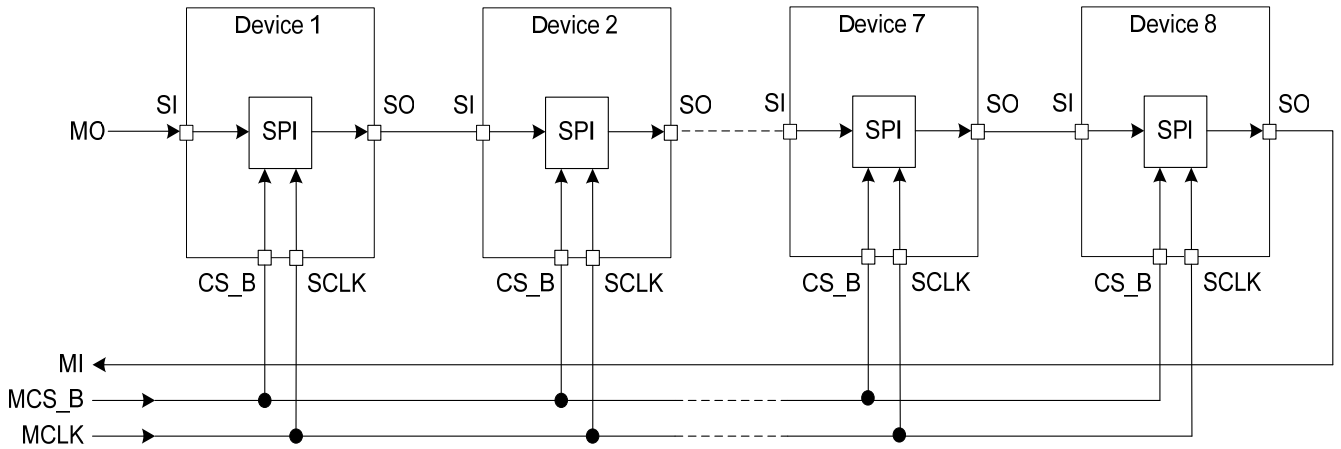 Device 1 Device 2 Device 7 Device 8
SI SO SI SO SI SO SI SO
MO SPI SPI SPI SPI
CS_B SCLK CS_B SCLK CS_B SCLK CS_B SCLK
MI
MCS_B
MCLK